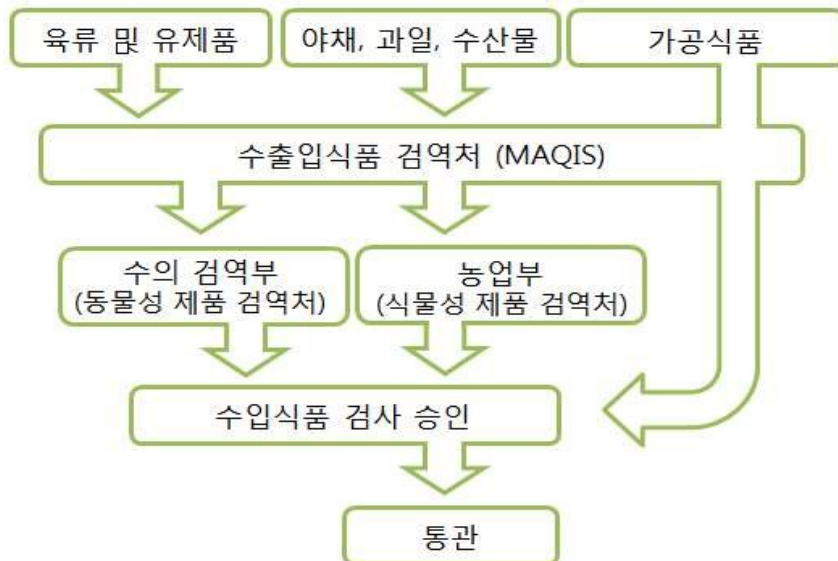 육류 및 유제품
야채, 과일, 수산물
가공식품
수출입식품 검역처 (MAQIS)
수의 검역부
(동물성 제품 검역처)
농업부
(식물성 제품 검역처)
수입식품 검사 승인
통관